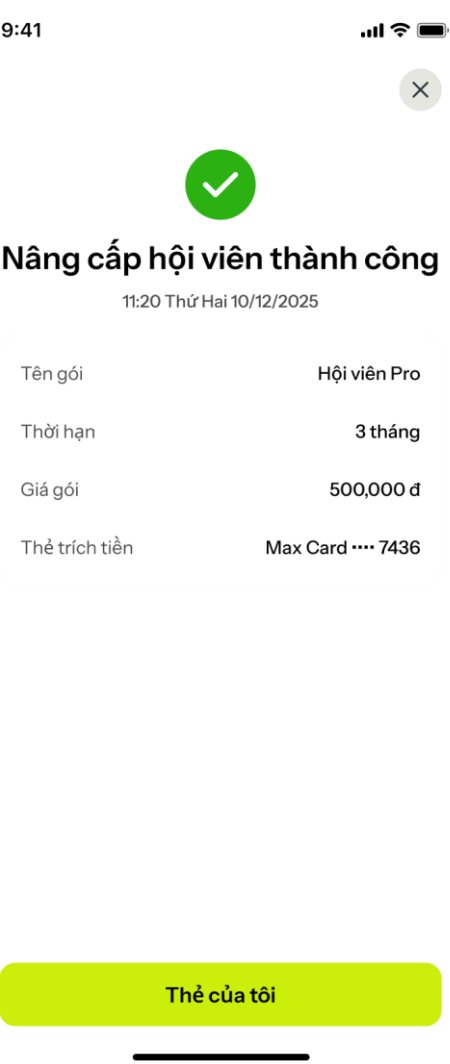 9:41
Nâng cấp hội viên thành công
11:20 Thứ Hai 10/12/2025
Tên gói Hội viên Pro
Thời hạn 3 tháng
Giá gói 500,000 đ
Thẻ trích tiền Max Card •••• 7436
Thẻ của tôi